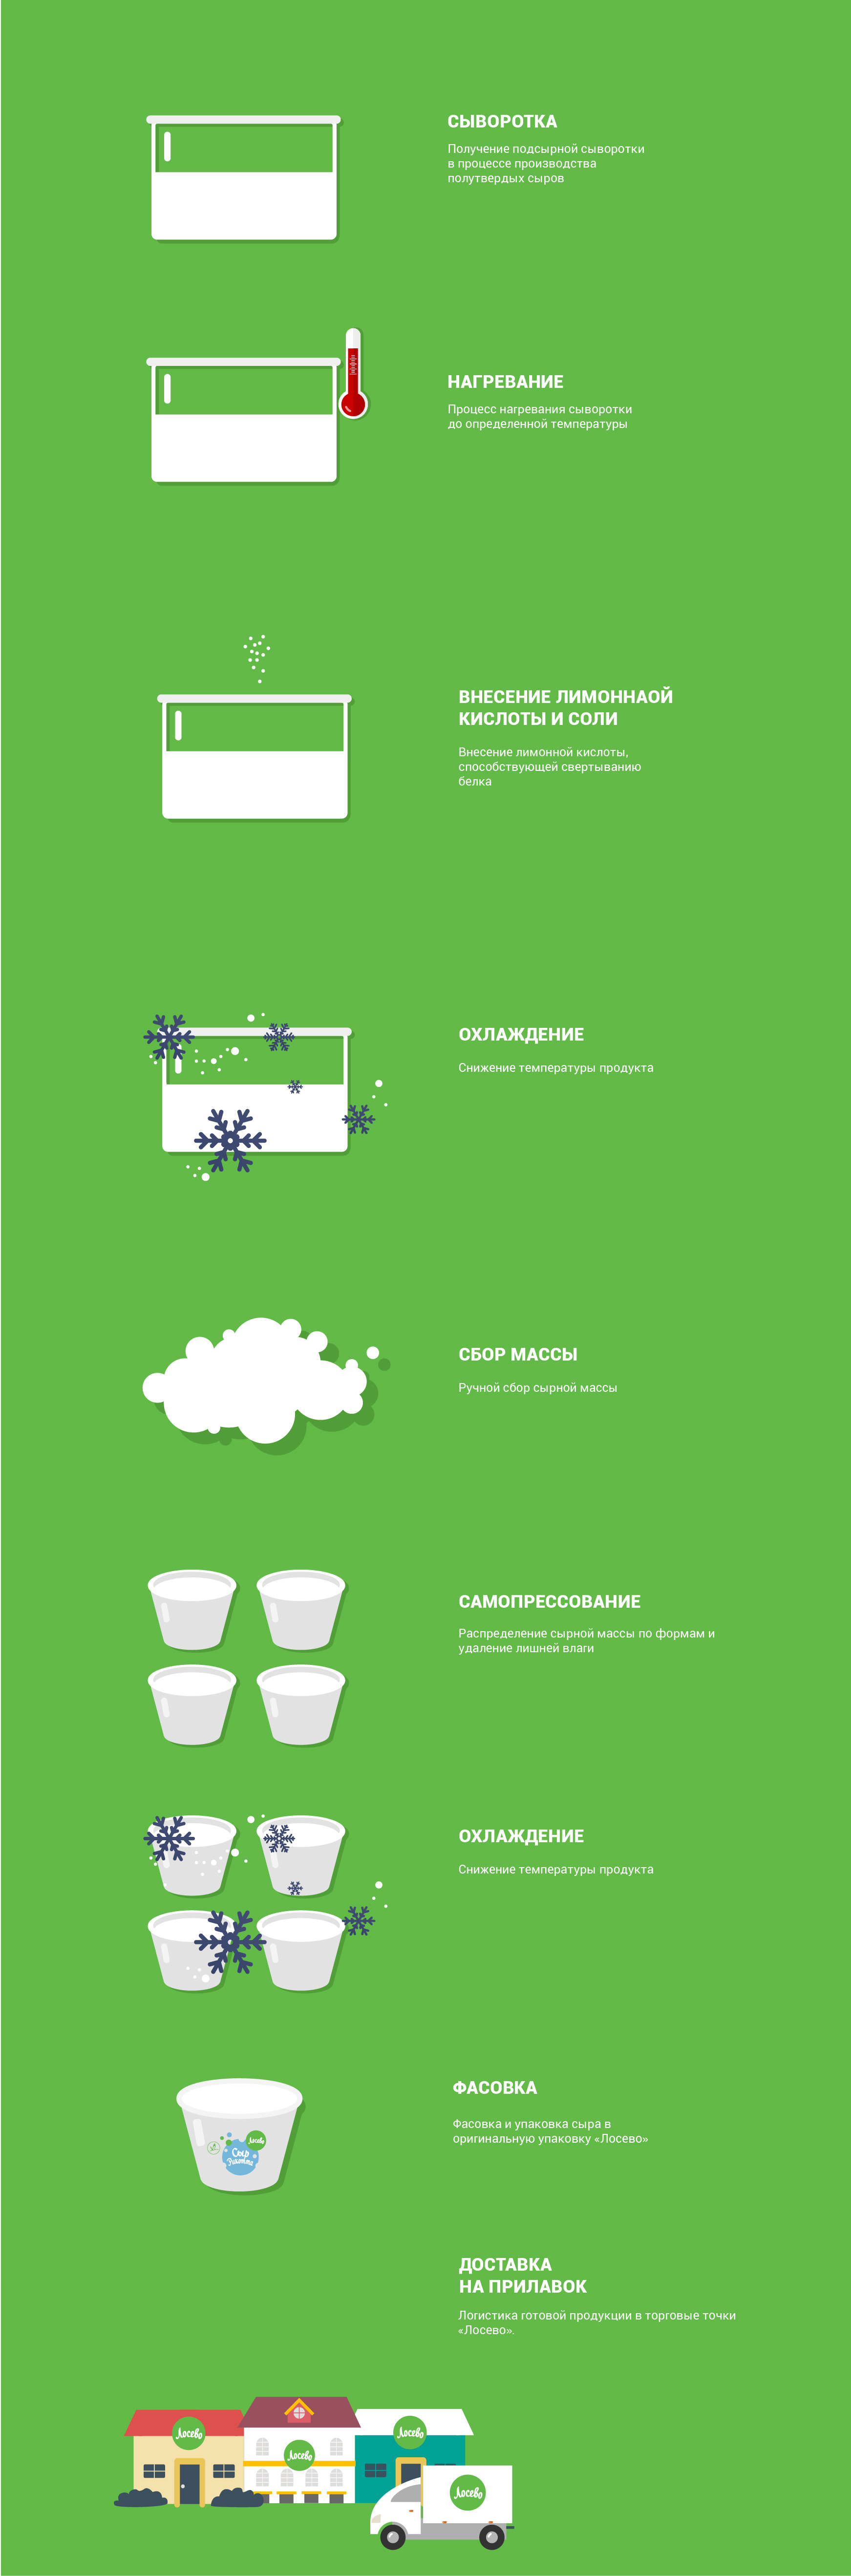 СЫВОРОТКА
Получение подсырной сыворотки
в процессе производства
полутвердых сыров
НАГРЕВАНИЕ
Процесс нагревания сыворотки
до определенной температуры
ВНЕСЕНИЕ ЛИМОННАОЙ
КИСЛОТЫ И СОЛИ
Внесение лимонной кислоты,
способствующей свертыванию
белка
ОХЛАЖДЕНИЕ
Снижение температуры продукта
СБОР МАССЫ
Ручной сбор сырной массы
САМОПРЕССОВАНИЕ
Распределение сырной массы по формам и
удаление лишней влаги
ОХЛАЖДЕНИЕ
Снижение температуры продукта
ФАСОВКА
Фасовка и упаковка сыра в
оригинальную упаковку «Лосево»
Лосево
Сыр
Рикотта
ДОСТАВКА
НА ПРИЛАВОК
Логистика готовой продукции в торговые точки
«Лосево».
Лосево
Лосево
Лосево
Лосево